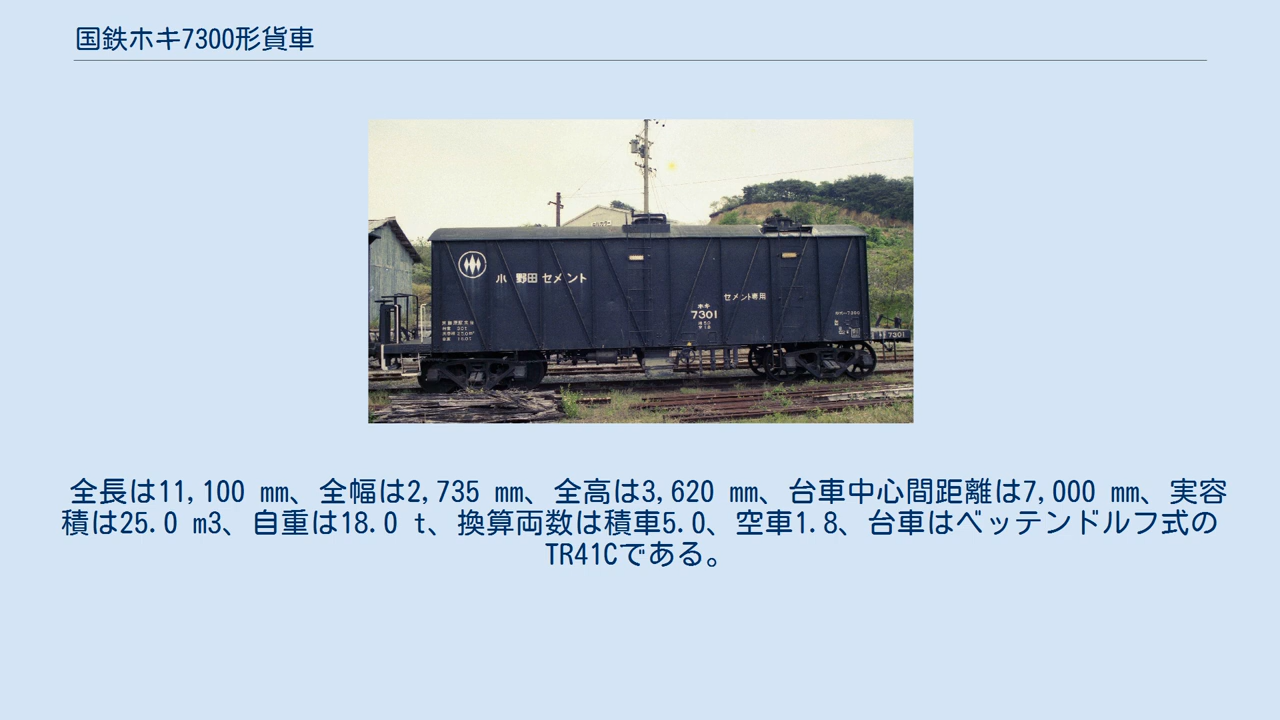 国鉄ホキ7300形貨車
小野田セメント
セメント専用
ホキ
7301
7301
全長は11,100 mm、全幅は2,735 mm、全高は3,620 mm、台車中心間距離は7,000 mm、実容
積は25.0 m3、自重は18.0 t、換算両数は積車5.0、空車1.8、台車はベッテンドルフ式の
TR41Cである。